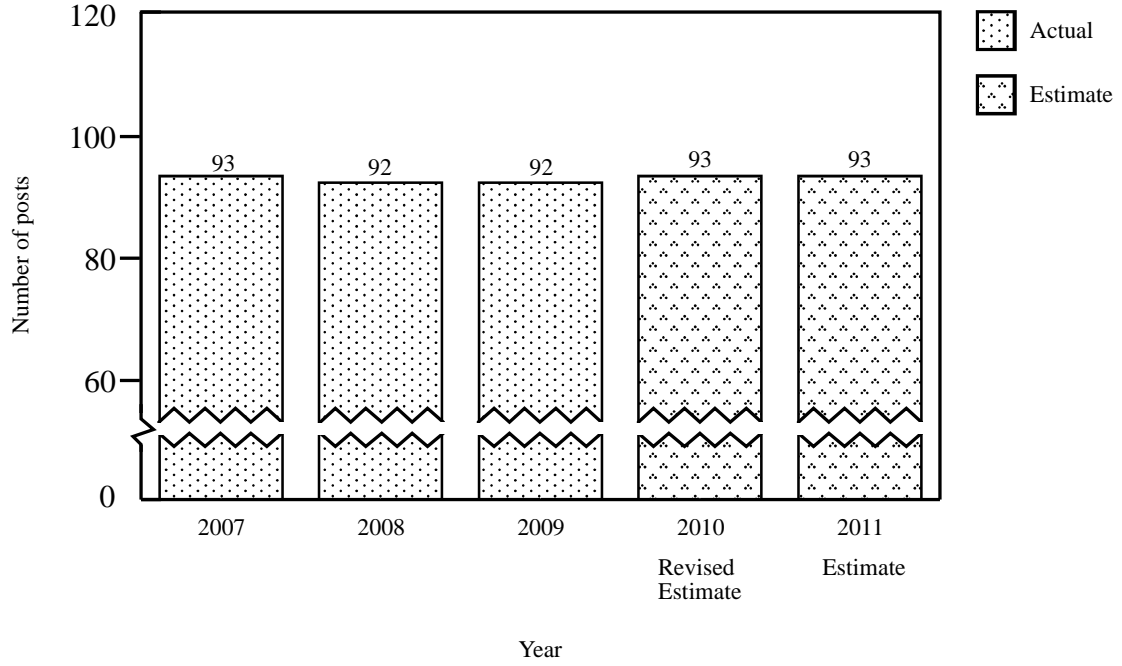 120
100
80
60
0
Number of posts
93
92
92
93
93
2007
2008
2009
2010
2011
Revised
Estimate
Estimate
Year
Actual
Estimate